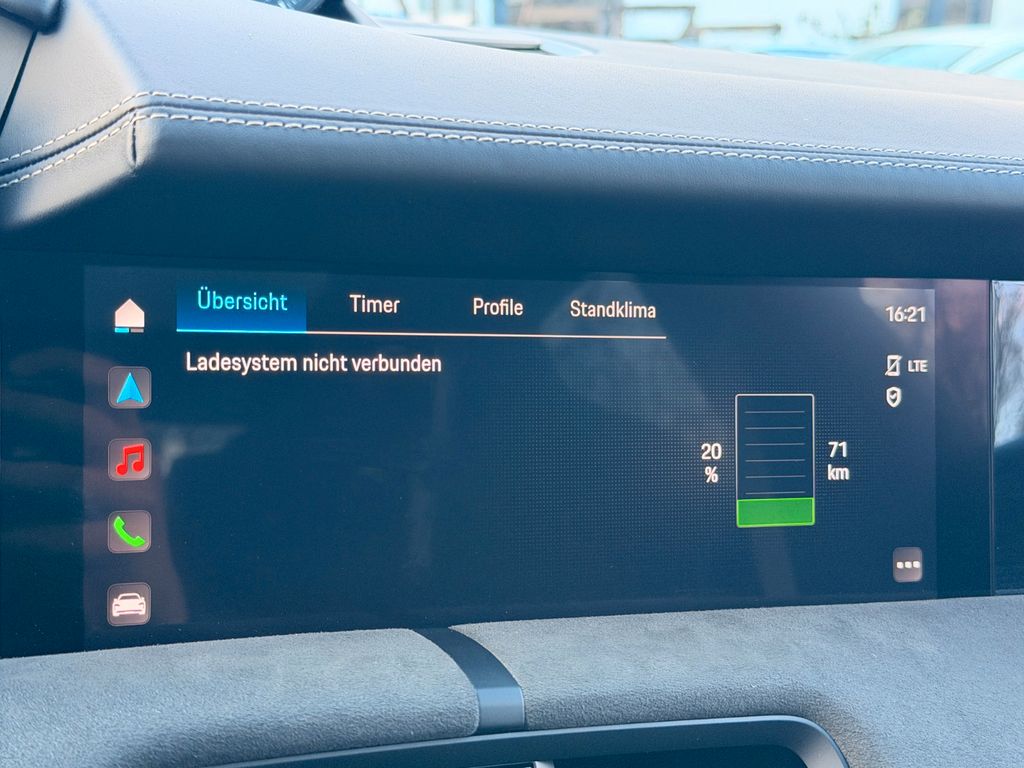 Übersicht Timer Profile Standklima
16:21
Ladesystem nicht verbunden
LTE
20 %
71 km